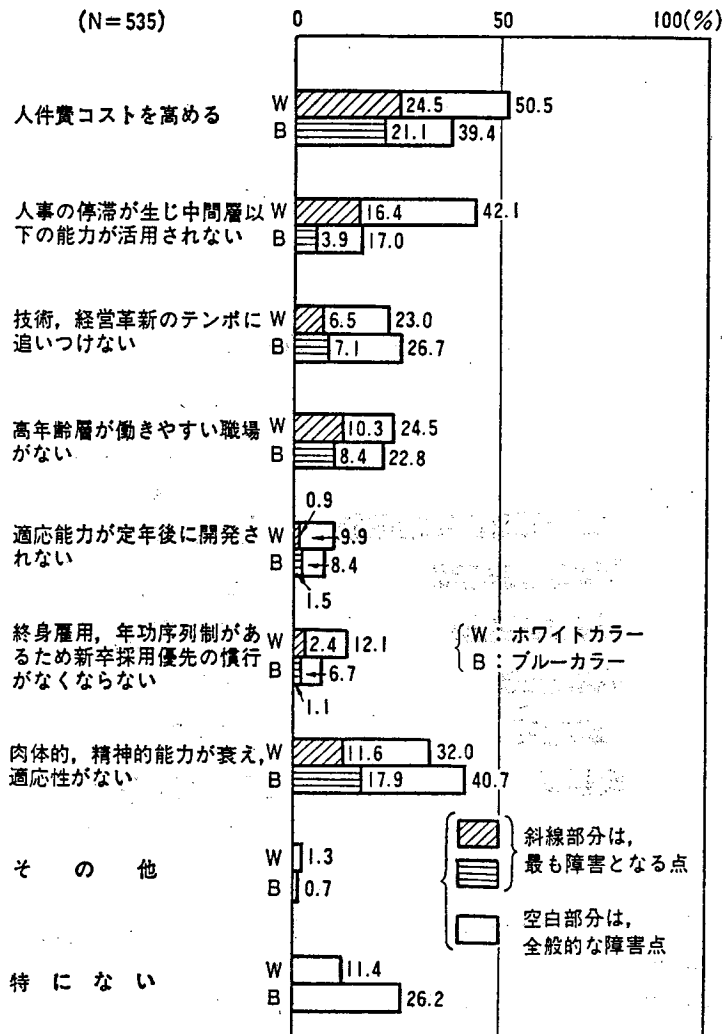 (N=535)
0 50 100(%)
人件費コストを高める
W 24.5 50.5
B 21.1 39.4
人事の停滞が生じ中間層以
下の能力が活用されない
W 16.4 42.1
B 3.9 17.0
技術,経営革新のテンポに
追いつけない
W 6.5 23.0
B 7.1 26.7
高年齢層が働きやすい職場
がない
W 10.3 24.5
B 8.4 22.8
適応能力が定年後に開発さ
れない
0.9
W 9.9
B 8.4
1.5
終身雇用,年功序列制があ
るため新卒採用優先の慣行
がなくならない
W 2.4 12.1
B 6.7
1.1
W:ホワイトカラー
B:ブルーカラー
肉体的,精神的能力が衰え,
適応性がない
W 11.6 32.0
B 17.9 40.7
斜線部分は,
最も障害となる点
空白部分は,
全般的な障害点
その他
W 1.3
B 0.7
特にない
W 11.4
B 26.2